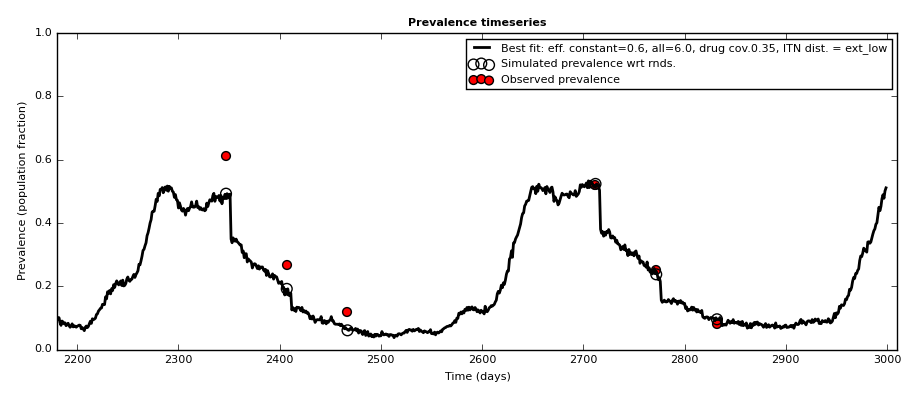 Prevalence timeseries
Best fit: eff. constant=0.6, all=6.0, drug cov.0.35, ITN dist. = ext_low
Simulated prevalence wrt rnds.
Observed prevalence
Prevalence (population fraction)
1.0
0.8
0.6
0.4
0.2
0.0
2200 2300 2400 2500 2600 2700 2800 2900 3000
Time (days)